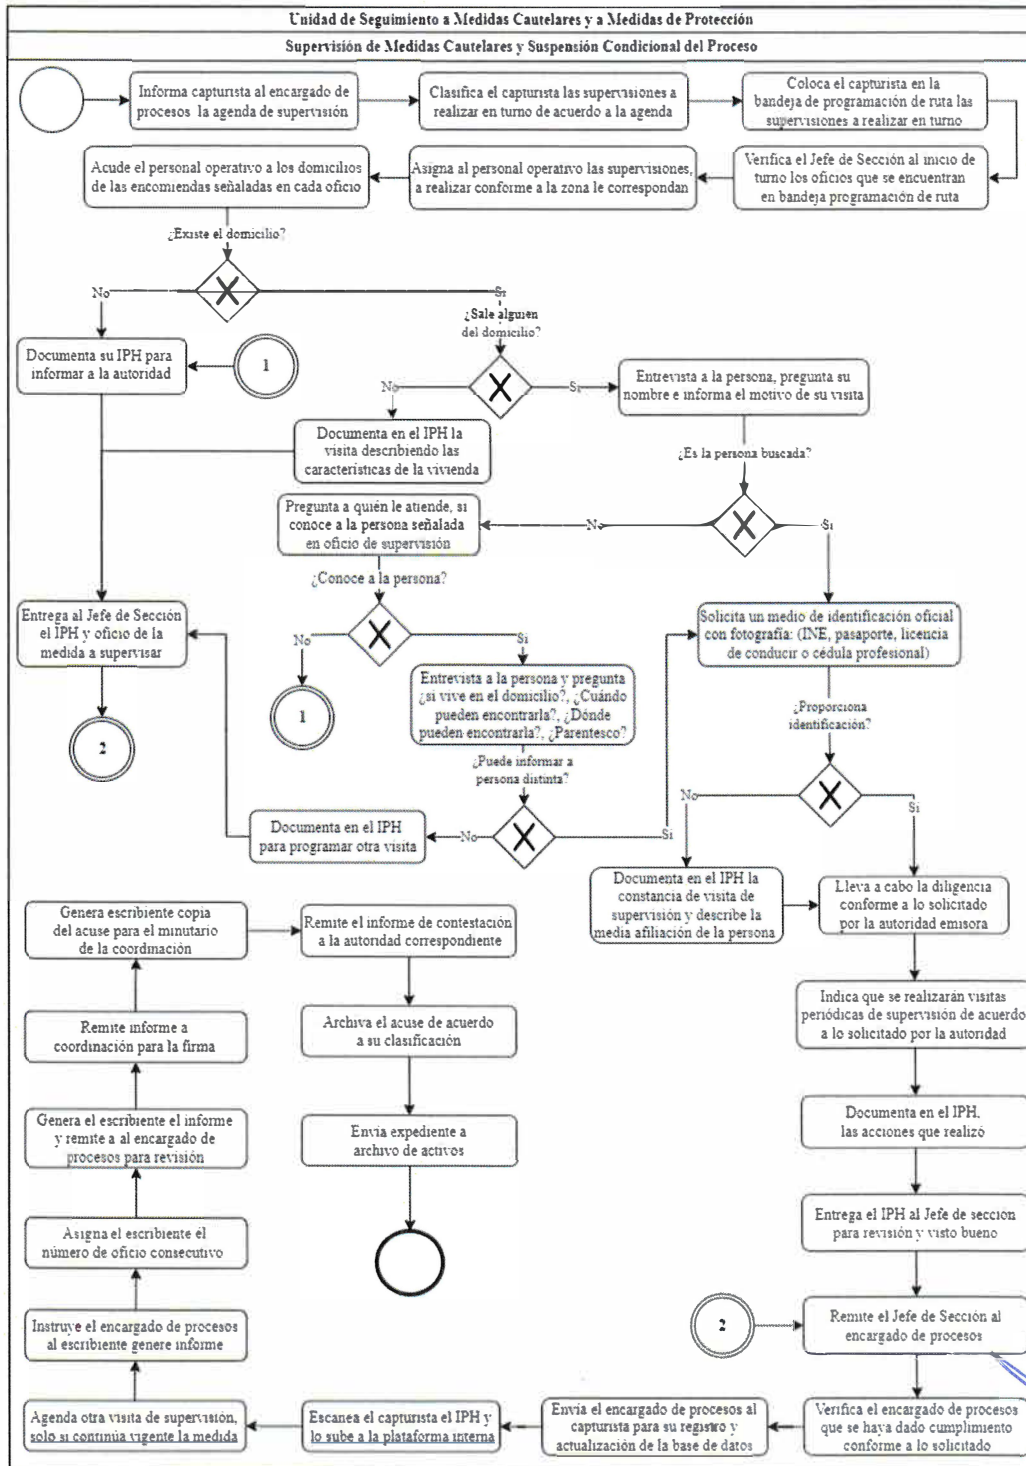 Unidad de Seguimiento a Medidas Cautelares y a Medidas de Protección
Supervisión de Medidas Cautelares y Suspensión Condicional del Proceso
Informa capturista al encargado de
procesos la agenda de supervisión
Clasifica el capturista las supervisiones a
realizar en turno de acuerdo a la agenda
Coloca el capturista en la
bandeja de programación de ruta las
supervisiones a realizar en turno
Acude el personal operativo a los domicilios
de las encomiendas señaladas en cada oficio
Asigna al personal operativo las supervisiones,
a realizar conforme a la zona le correspondan
Verifica el Jefe de Sección al inicio de
turno los oficios que se encuentran
en bandeja programación de ruta
¿Existe el domicilio?
No
Si
¿Sale alguien
del domicilio?
Documenta su IPH para
informar a la autoridad
1
No
Si
Entrevista a la persona, pregunta su
nombre e informa el motivo de su visita
Documenta en el IPH la
visita describiendo las
características de la vivienda
¿Es la persona buscada?
Pregunta a quién le atiende, si
conoce a la persona señalada
en oficio de supervisión
No
Si
¿Conoce a la persona?
Entrega al Jefe de Sección
el IPH y oficio de la
medida a supervisar
Solicita un medio de identificación oficial
con fotografía: (INE, pasaporte, licencia
de conducir o cédula profesional)
No
Si
Entrevista a la persona y pregunta
¿si vive en el domicilio?, ¿Cuándo
pueden encontrarla?, ¿Dónde
pueden encontrarla?, ¿Parentesco?
1
2
¿Proporciona
identificación?
¿Puede informar a
persona distinta?
No
Si
Documenta en el IPH
para programar otra visita
No
Si
Documenta en el IPH la
constancia de visita de
supervisión y describe la
media afiliación de la persona
Lleva a cabo la diligencia
conforme a lo solicitado
por la autoridad emisora
Genera escribiente copia
del acuse para el minutario
de la coordinación
Remite el informe de contestación
a la autoridad correspondiente
Indica que se realizarán visitas
periódicas de supervisión de acuerdo
a lo solicitado por la autoridad
Remite informe a
coordinación para la firma
Archiva el acuse de acuerdo
a su clasificación
Documenta en el IPH,
las acciones que realizó
Genera el escribiente el informe
y remite a al encargado de
procesos para revisión
Envía expediente a
archivo de activos
Entrega el IPH al Jefe de sección
para revisión y visto bueno
Asigna el escribiente el
número de oficio consecutivo
Instruye el encargado de procesos
al escribiente genere informe
2
Remite el Jefe de Sección al
encargado de procesos
Agenda otra visita de supervisión,
solo si continúa vigente la medida
Escanea el capturista el IPH y
lo sube a la plataforma interna
Envía el encargado de procesos al
capturista para su registro y
actualización de la base de datos
Verifica el encargado de procesos
que se haya dado cumplimiento
conforme a lo solicitado